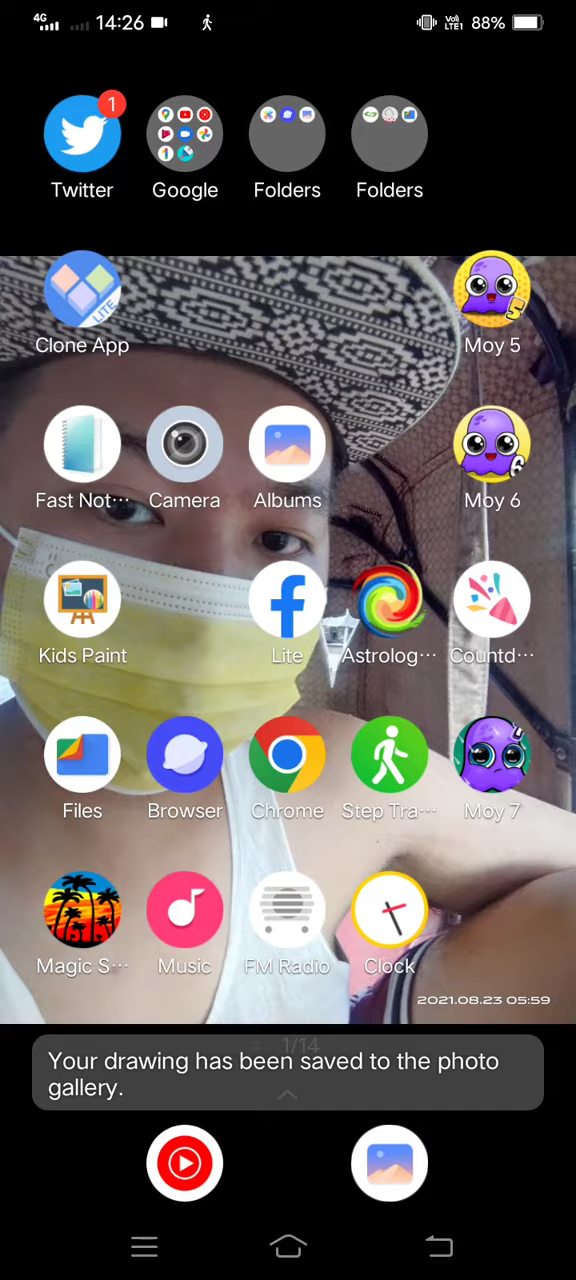 4G 14:26 Vo) LTE1 88%
1
Twitter Google Folders Folders
LITE
Clone App Moy 5
Fast Not... Camera Albums Moy 6
Kids Paint Lite Astrolog... Countd...
Files Browser Chrome Step Tra... Moy 7
Magic S... Music FM Radio Clock
2021.08.23 05:59
1/14
Your drawing has been saved to the photo
gallery.